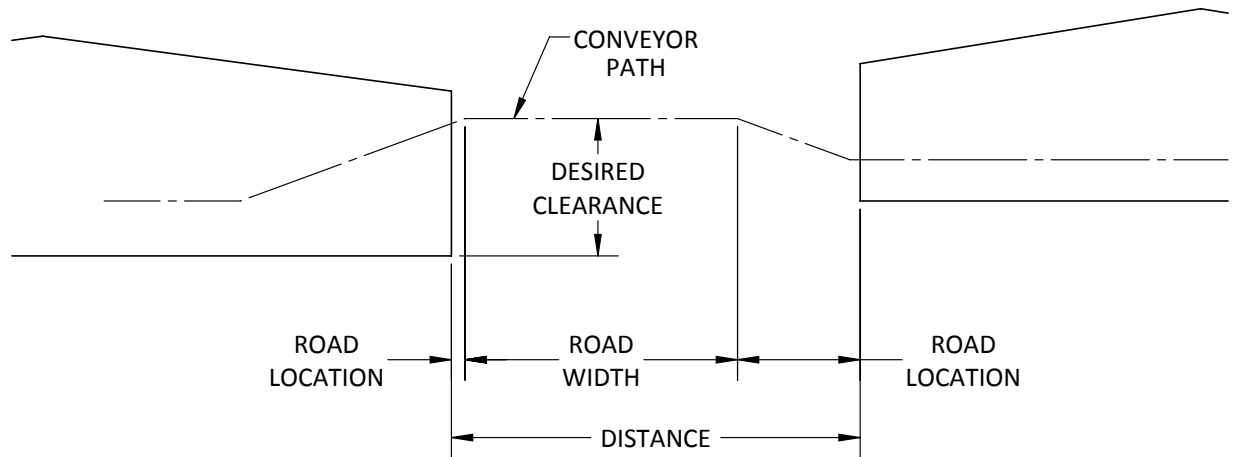 CONVEYOR
PATH
DESIRED
CLEARANCE
ROAD
LOCATION
ROAD
WIDTH
ROAD
LOCATION
DISTANCE